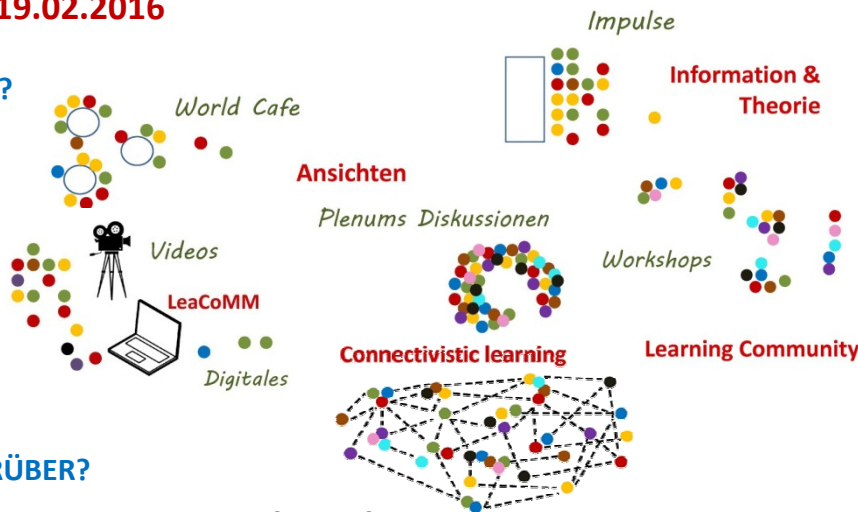 19.02.2016
Impulse
?
Information &
Theorie
World Cafe
Ansichten
Plenums Diskussionen
Videos
Workshops
LeaCoMM
Connectivistic learning
Learning Community
Digitales
RÜBER?